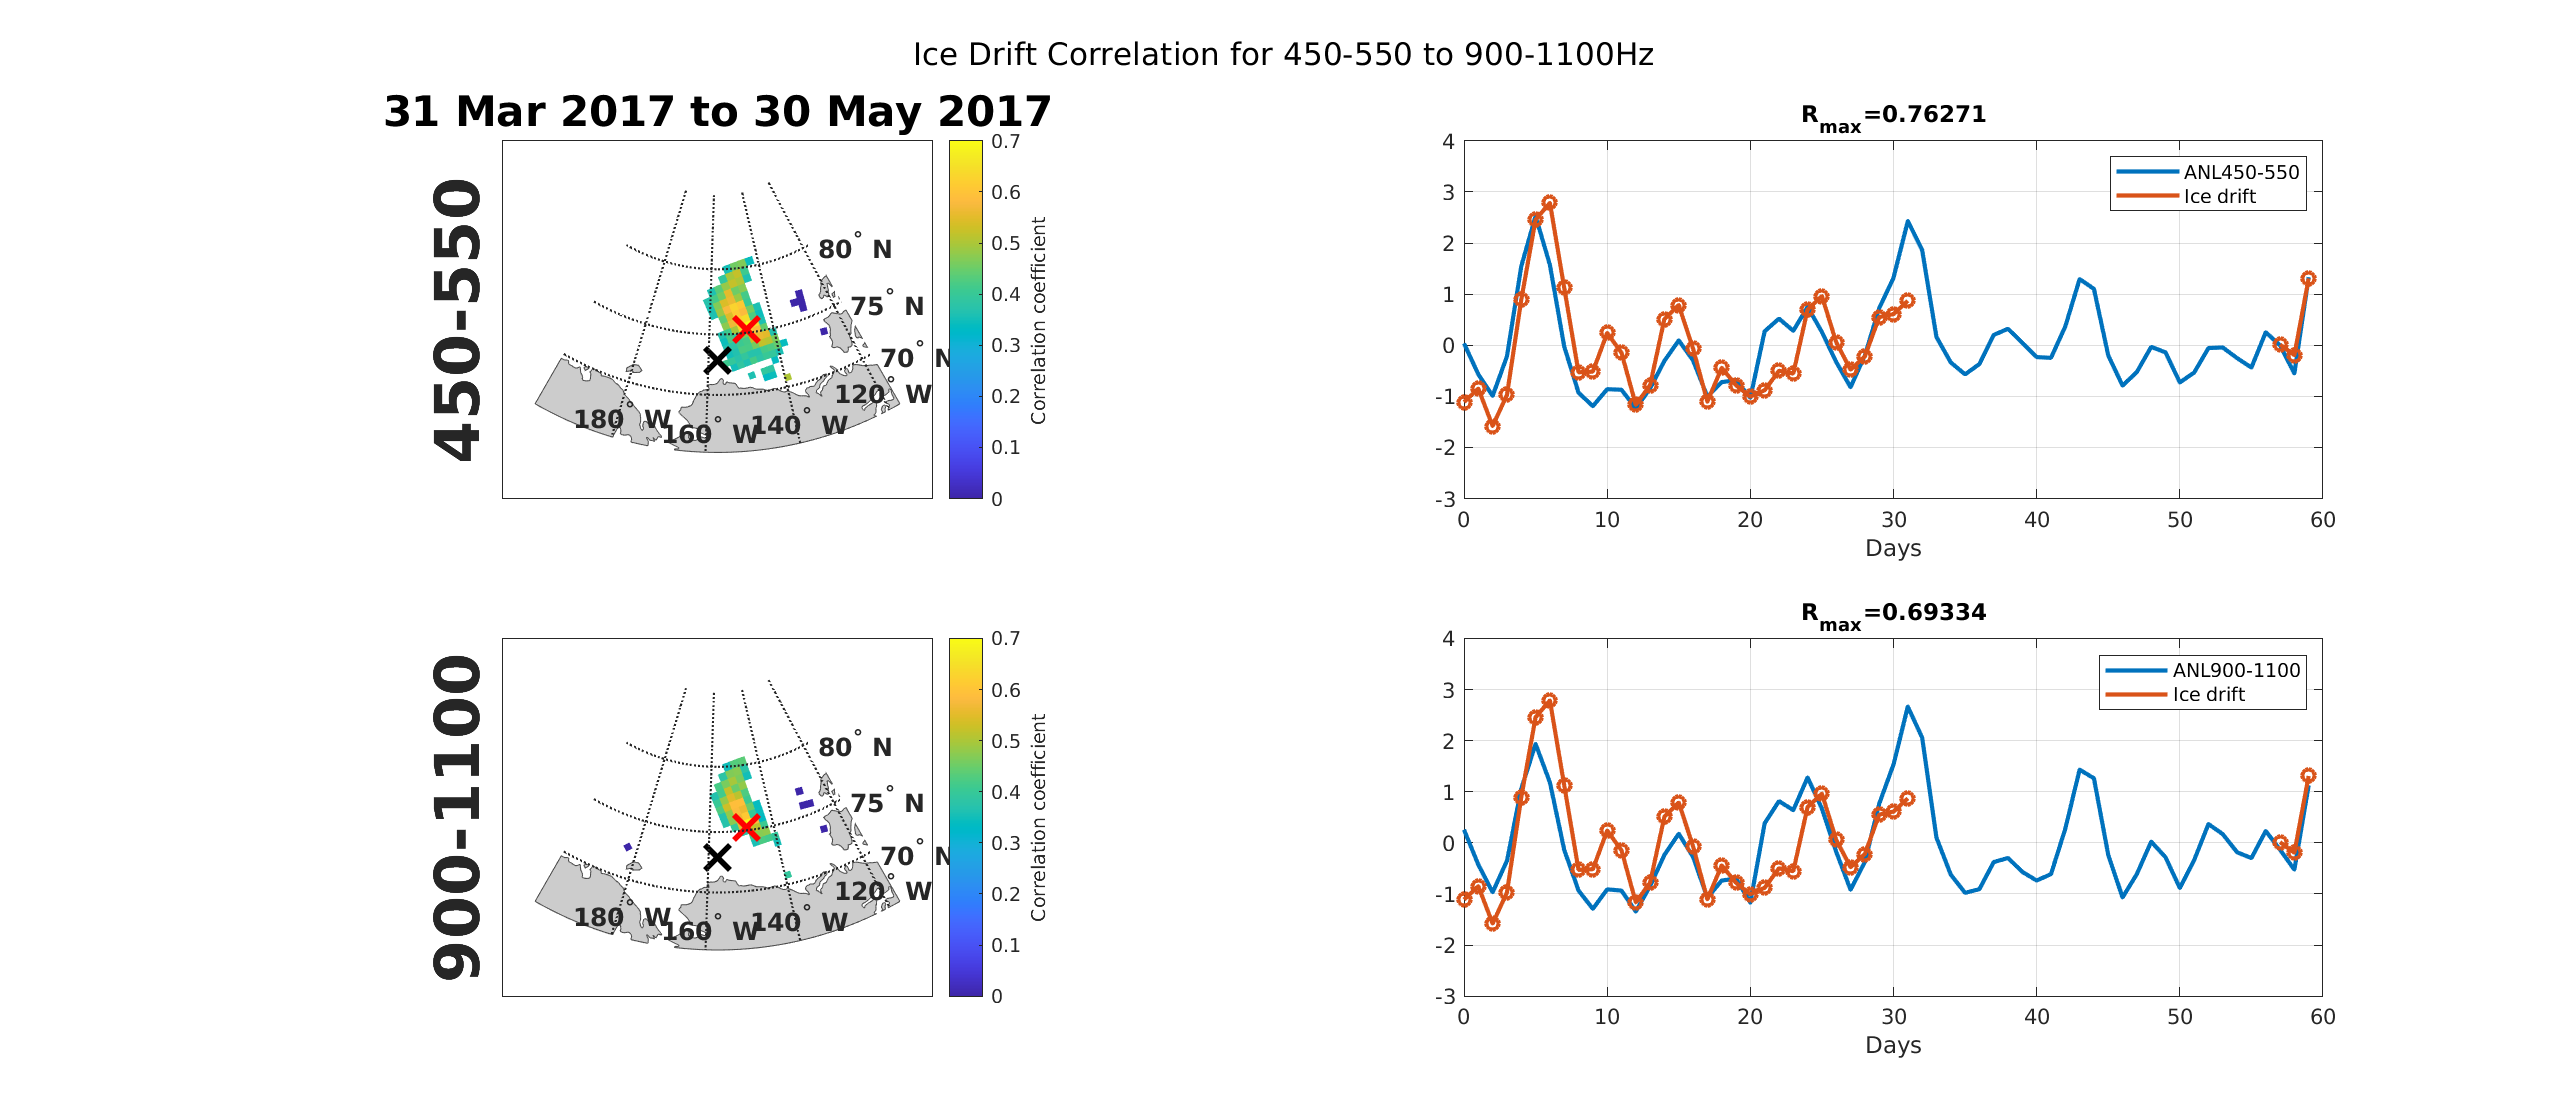 Ice Drift Correlation for 450-550 to 900-1100Hz
31 Mar 2017 to 30 May 2017
450-550
80° N
75° N
70° N
120° W
180° W
160° W
140° W
0.7
0.6
0.5
0.4
0.3
0.2
0.1
0
Correlation coefficient
Rmax=0.76271
4
3
2
1
0
-1
-2
-3
0 10 20 30 40 50 60
Days
ANL450-550
Ice drift
900-1100
80° N
75° N
70° N
120° W
180° W
160° W
140° W
0.7
0.6
0.5
0.4
0.3
0.2
0.1
0
Correlation coefficient
Rmax=0.69334
4
3
2
1
0
-1
-2
-3
0 10 20 30 40 50 60
Days
ANL900-1100
Ice drift